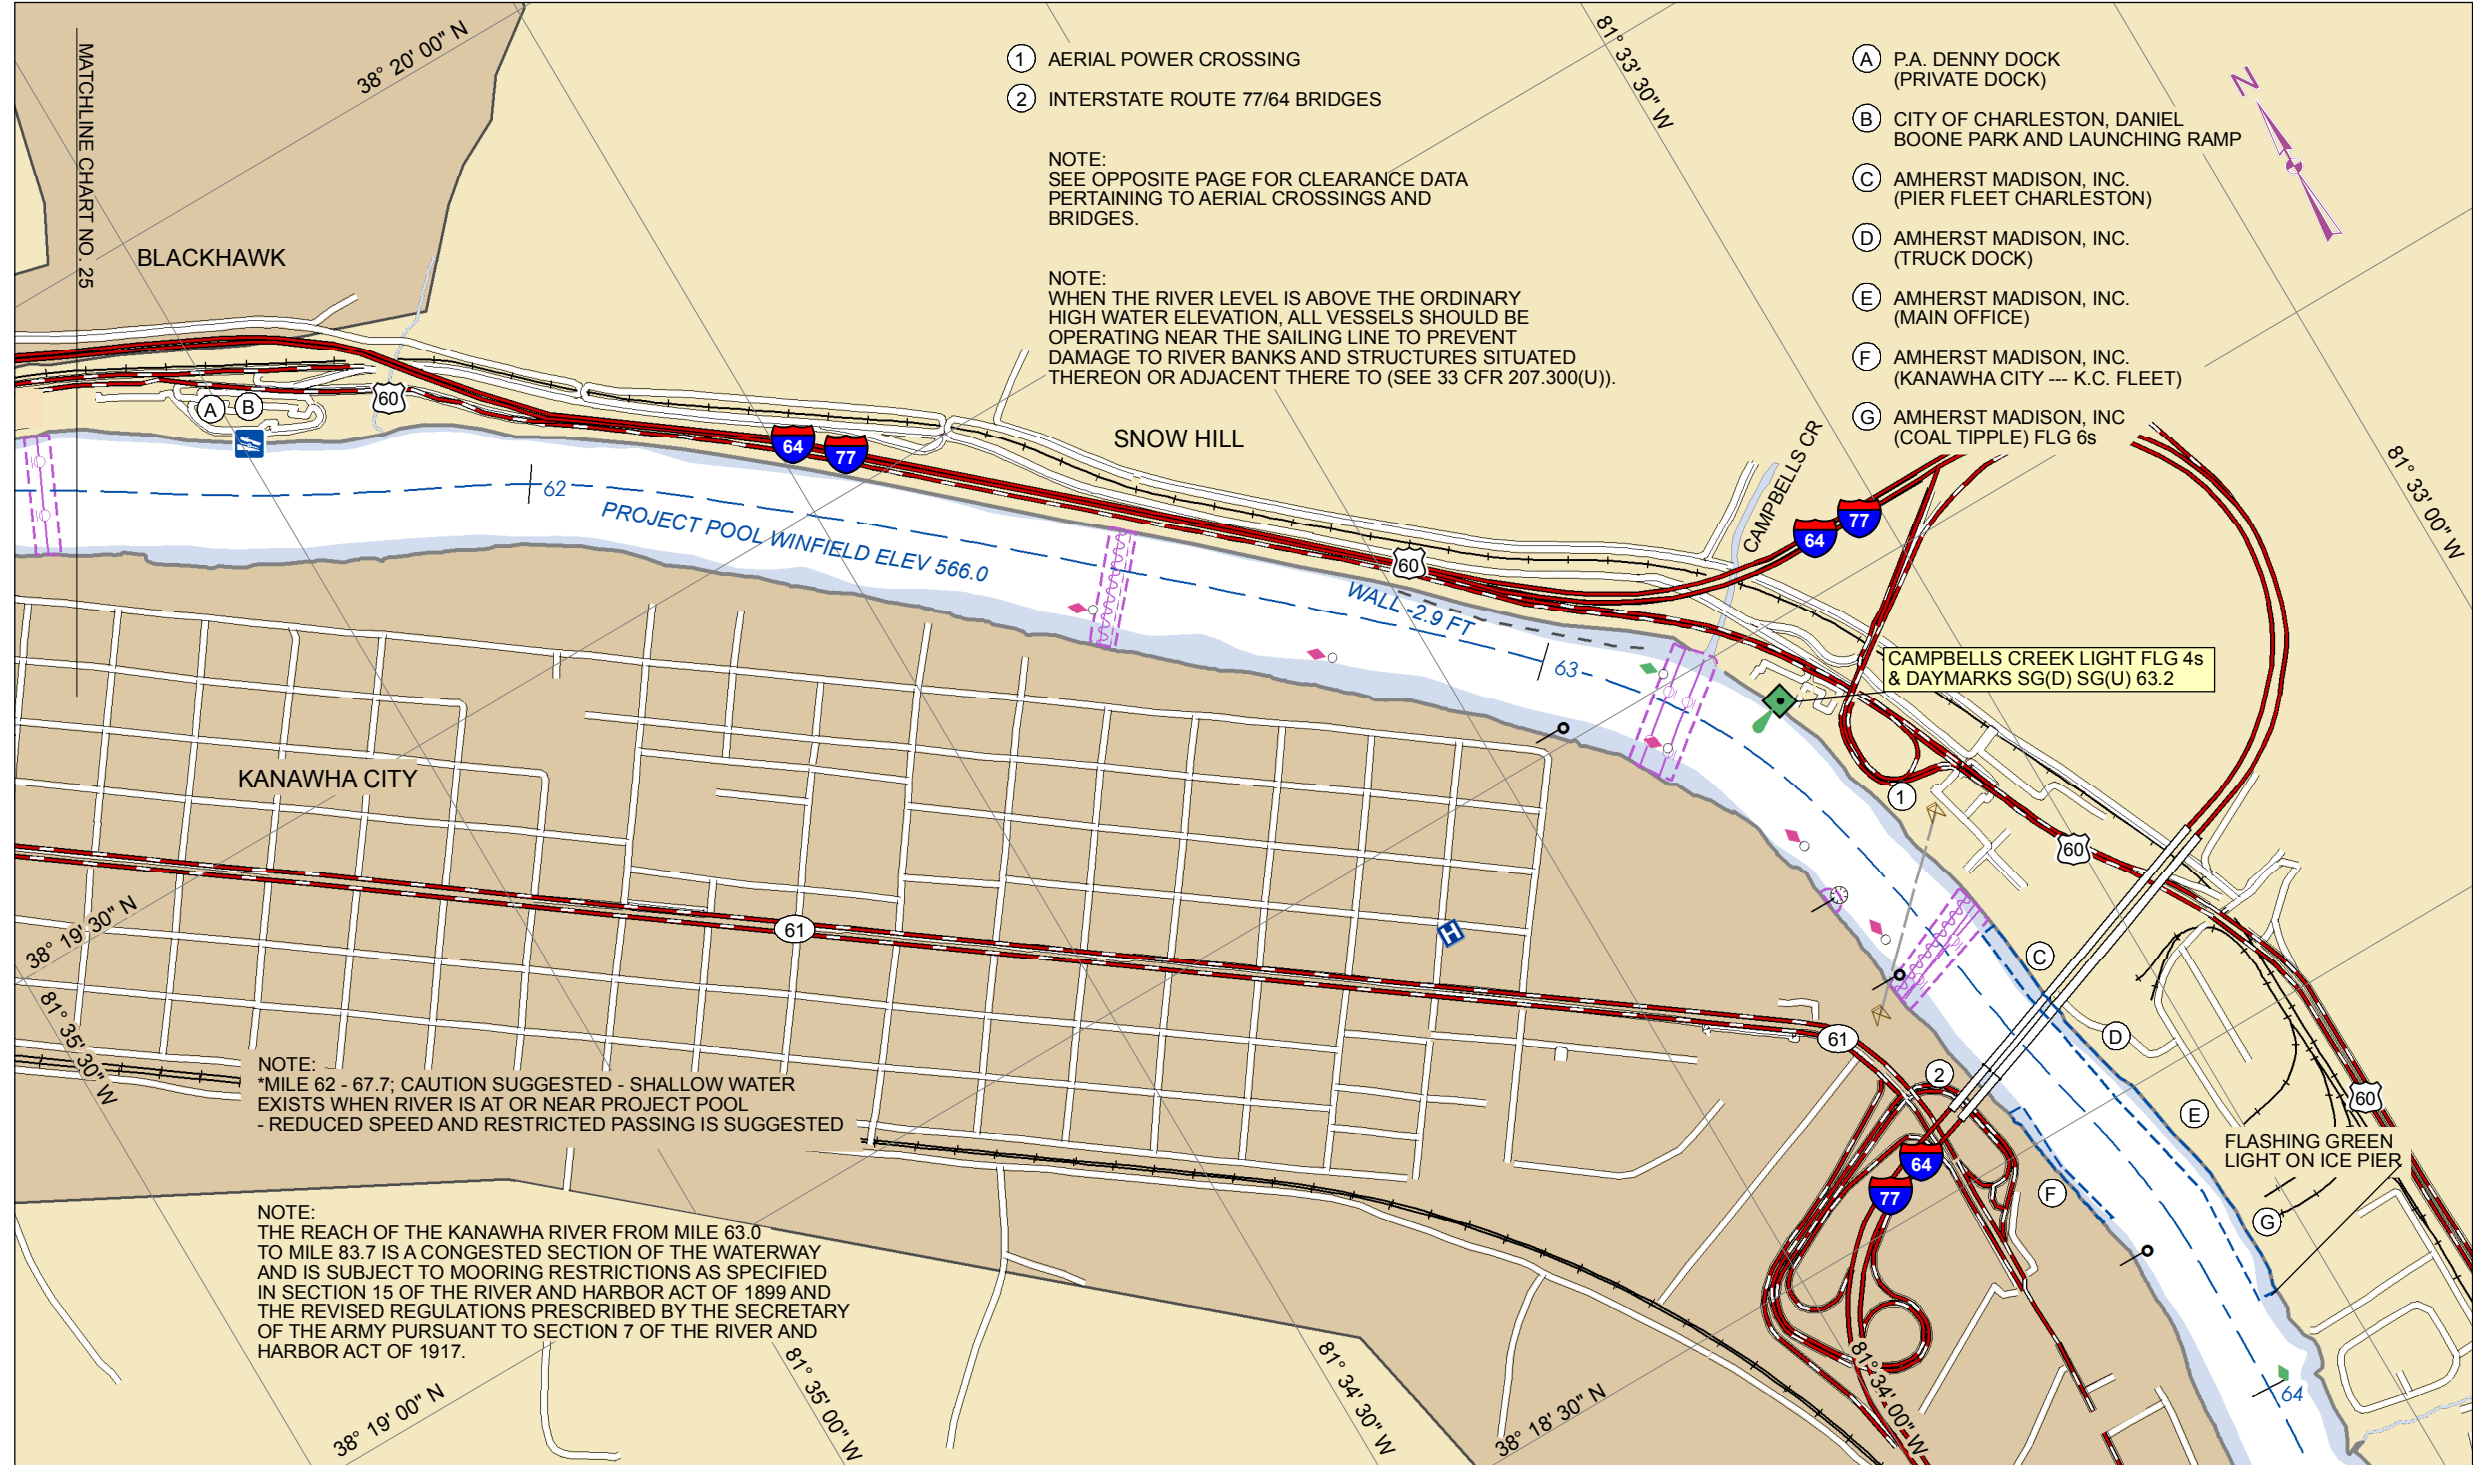 MATCHLINE CHART NO. 25
38° 20' 00" N
BLACKHAWK
1 AERIAL POWER CROSSING
2 INTERSTATE ROUTE 77/64 BRIDGES
NOTE:
SEE OPPOSITE PAGE FOR CLEARANCE DATA
PERTAINING TO AERIAL CROSSINGS AND
BRIDGES.
NOTE:
WHEN THE RIVER LEVEL IS ABOVE THE ORDINARY
HIGH WATER ELEVATION, ALL VESSELS SHOULD BE
OPERATING NEAR THE SAILING LINE TO PREVENT
DAMAGE TO RIVER BANKS AND STRUCTURES SITUATED
THEREON OR ADJACENT THERE TO (SEE 33 CFR 207.300(U)).
81° 33' 30" W
A P.A. DENNY DOCK
(PRIVATE DOCK)
B CITY OF CHARLESTON, DANIEL
BOONE PARK AND LAUNCHING RAMP
C AMHERST MADISON, INC.
(PIER FLEET CHARLESTON)
D AMHERST MADISON, INC.
(TRUCK DOCK)
E AMHERST MADISON, INC.
(MAIN OFFICE)
F AMHERST MADISON, INC.
(KANAWHA CITY --- K.C. FLEET)
G AMHERST MADISON, INC
(COAL TIPPLE) FLG 6s
N
81° 33' 00" W
A
B
60
64
77
SNOW HILL
CAMPBELLS CR
64
77
62
PROJECT POOL WINFIELD ELEV 566.0
60
WALL -2.9 FT
63
CAMPBELLS CREEK LIGHT FLG 4s
& DAYMARKS SG(D) SG(U) 63.2
KANAWHA CITY
1
60
38° 19' 30" N
61
H
C
61
D
2
E
60
81° 35' 30" W
NOTE:
*MILE 62 - 67.7; CAUTION SUGGESTED - SHALLOW WATER
EXISTS WHEN RIVER IS AT OR NEAR PROJECT POOL
- REDUCED SPEED AND RESTRICTED PASSING IS SUGGESTED
64
77
F
FLASHING GREEN
LIGHT ON ICE PIER
G
NOTE:
THE REACH OF THE KANAWHA RIVER FROM MILE 63.0
TO MILE 83.7 IS A CONGESTED SECTION OF THE WATERWAY
AND IS SUBJECT TO MOORING RESTRICTIONS AS SPECIFIED
IN SECTION 15 OF THE RIVER AND HARBOR ACT OF 1899 AND
THE REVISED REGULATIONS PRESCRIBED BY THE SECRETARY
OF THE ARMY PURSUANT TO SECTION 7 OF THE RIVER AND
HARBOR ACT OF 1917.
38° 19' 00" N
81° 35' 00" W
81° 34' 30" W
38° 18' 30" N
81° 34' 00" W
64